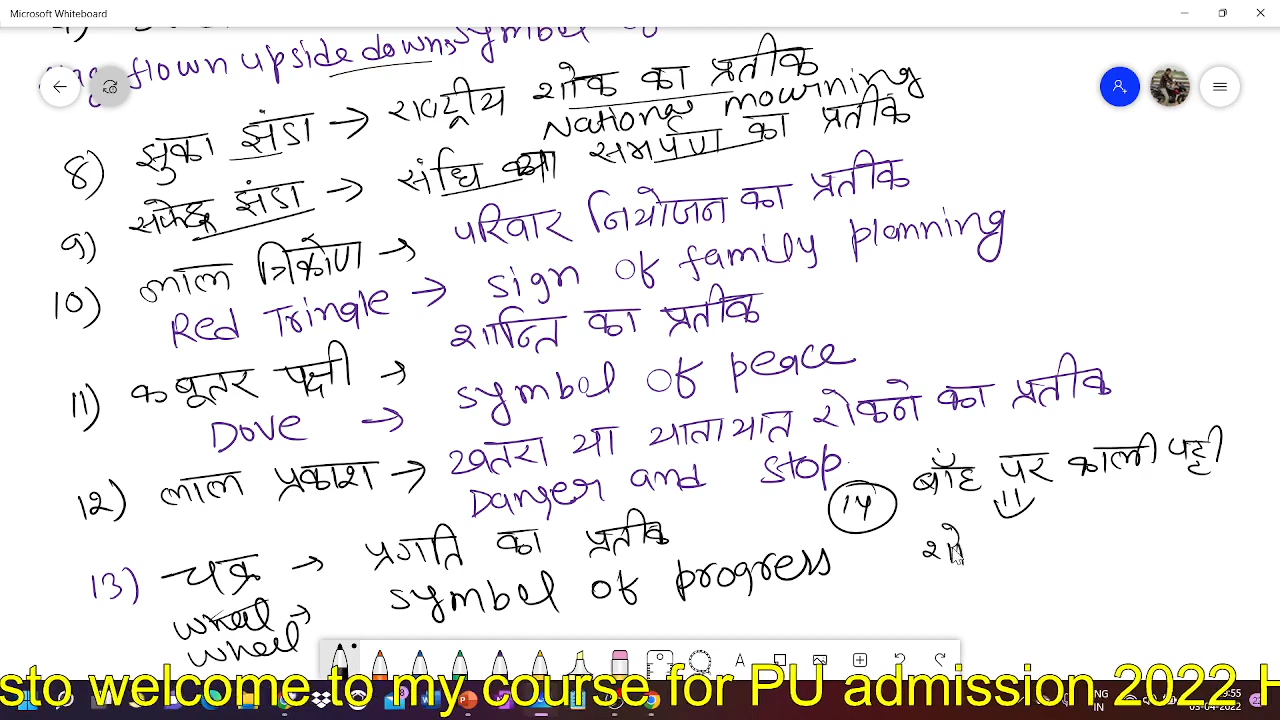 Microsoft Whiteboard
flown upside down, symbol
8) झुका झंडा → राष्ट्रीय शोक का प्रतीक
National mourning
9) सफेद झंडा → संधि या समर्पण का प्रतीक
10) लाल त्रिकोण → परिवार नियोजन का प्रतीक
Red Tringle → sign of family planning
11) कबूतर पक्षी → शान्ति का प्रतीक
Dove → symbol of peace
12) लाल प्रकाश → खतरा या यातायात रोकने का प्रतीक
Danger and stop
13) चक्र → प्रगति का प्रतीक
wheel → symbol of progress
wheel
14 बाँह पर काली पट्टी
शो
sto welcome to my course for PU admission 2022 H
03-04-2022